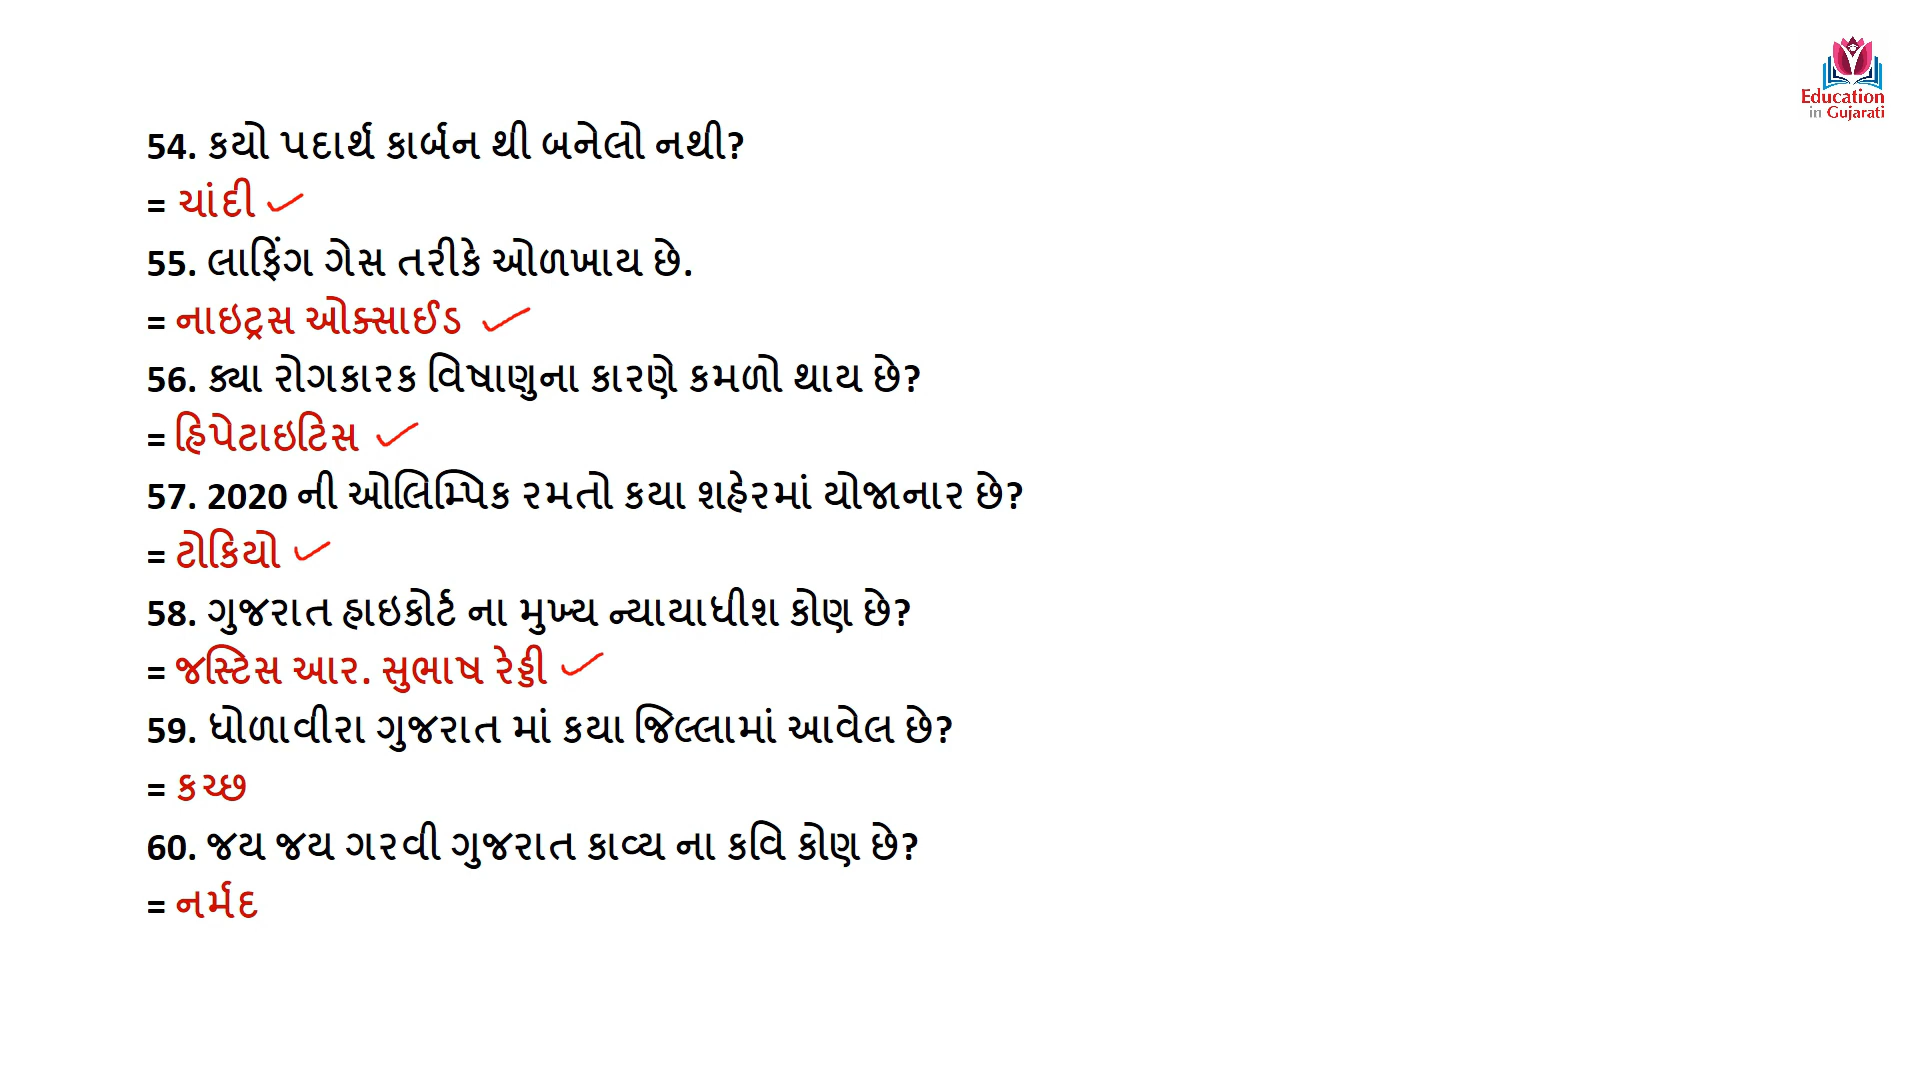 Education
in Gujarati
54. કયો પદાર્થ કાર્બન થી બનેલો નથી?
= ચાંદી
55. લાફિંગ ગેસ તરીકે ઓળખાય છે.
= નાઇટ્રસ ઓક્સાઈડ
56. ક્યા રોગકારક વિષાણુના કારણે કમળો થાય છે?
= હિપેટાઇટિસ
57. 2020 ની ઓલિમ્પિક રમતો કયા શહેરમાં યોજાનાર છે?
= ટોકિયો
58. ગુજરાત હાઇકોર્ટ ના મુખ્ય ન્યાયાધીશ કોણ છે?
= જસ્ટિસ આર. સુભાષ રેડ્ડી
59. ધોળાવીરા ગુજરાત માં કયા જિલ્લામાં આવેલ છે?
= કચ્છ
60. જય જય ગરવી ગુજરાત કાવ્ય ના કવિ કોણ છે?
= નર્મદ